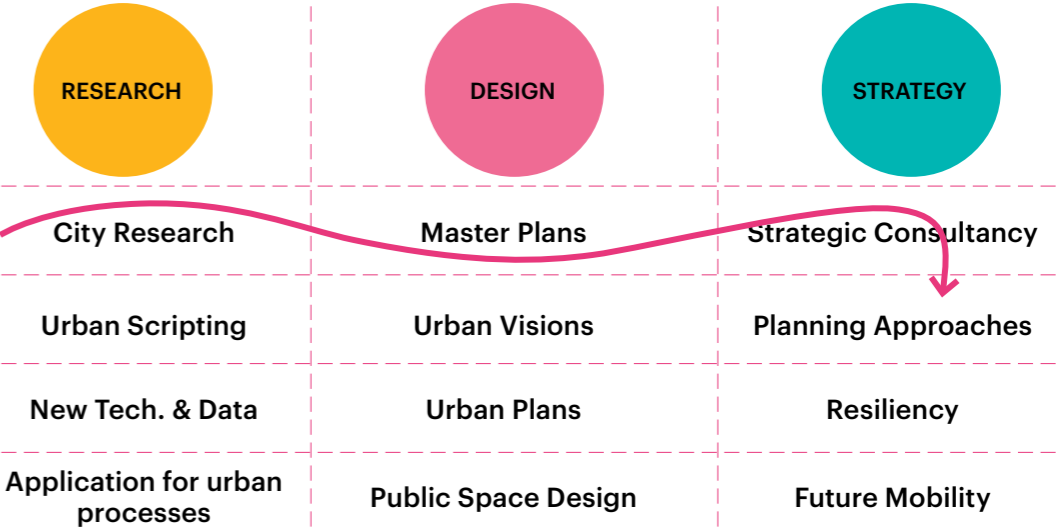 RESEARCH
DESIGN
STRATEGY
City Research
Master Plans
Strategic Consultancy
Urban Scripting
Urban Visions
Planning Approaches
New Tech. & Data
Urban Plans
Resiliency
Application for urban
processes
Public Space Design
Future Mobility